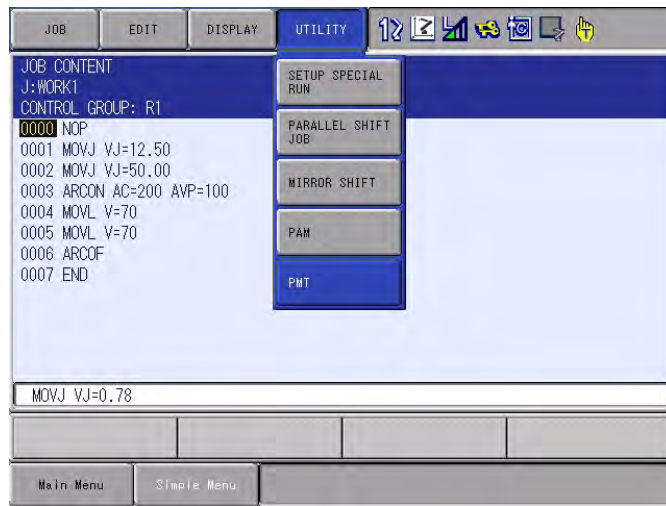 JOB EDIT DISPLAY UTILITY
JOB CONTENT
J:WORK1
CONTROL GROUP: R1
0000 NOP
0001 MOVJ VJ=12.50
0002 MOVJ VJ=50.00
0003 ARCON AC=200 AVP=100
0004 MOVL V=70
0005 MOVL V=70
0006 ARCOF
0007 END
SETUP SPECIAL
RUN
PARALLEL SHIFT
JOB
MIRROR SHIFT
PAM
PMT
MOVJ VJ=0.78
Main Menu Simple Menu